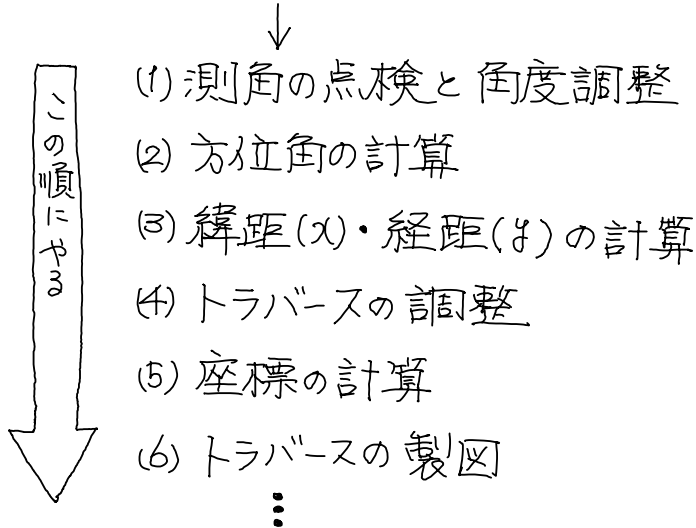 この順にやる
(1) 測角の点検と角度調整
(2) 方位角の計算
(3) 緯距(x)・経距(y)の計算
(4) トラバースの調整
(5) 座標の計算
(6) トラバースの製図